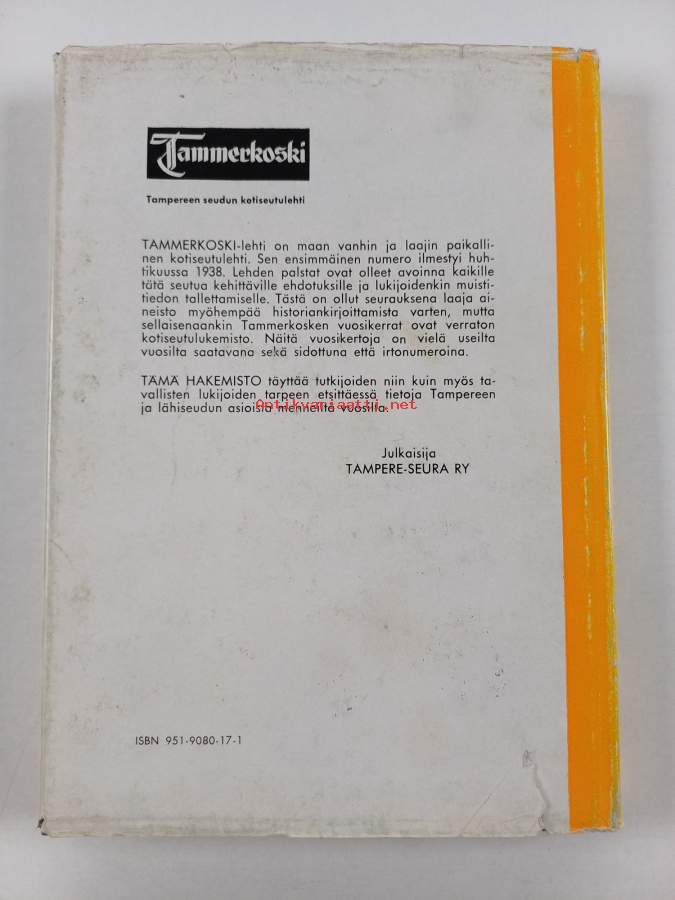 Tammerkoski
Tampereen seudun kotiseutulehti
TAMMERKOSKI-lehti on maan vanhin ja laajin paikalli-
nen kotiseutulehti. Sen ensimmäinen numero ilmestyi huh-
tikuussa 1938. Lehden palstat ovat olleet avoinna kaikille
tätä seutua kehittäville ehdotuksille ja lukijoidenkin muisti-
tiedon tallettamiselle. Tästä on ollut seurauksena laaja ai-
neisto myöhempää historiankirjoittamista varten, mutta
sellaisenaankin Tammerkosken vuosikerrat ovat verraton
kotiseutulukemisto. Näitä vuosikertoja on vielä useilta
vuosilta saatavana sekä sidottuna että irtonumeroina.
TÄMÄ HAKEMISTO täyttää tutkijoiden niin kuin myös ta-
vallisten lukijoiden tarpeen etsittäessä tietoja Tampereen
Antikvariaatti.net
ja lähiseudun asioista menneiltä vuosilta.
Julkaisija
TAMPERE-SEURA RY
ISBN 951-9080-17-1